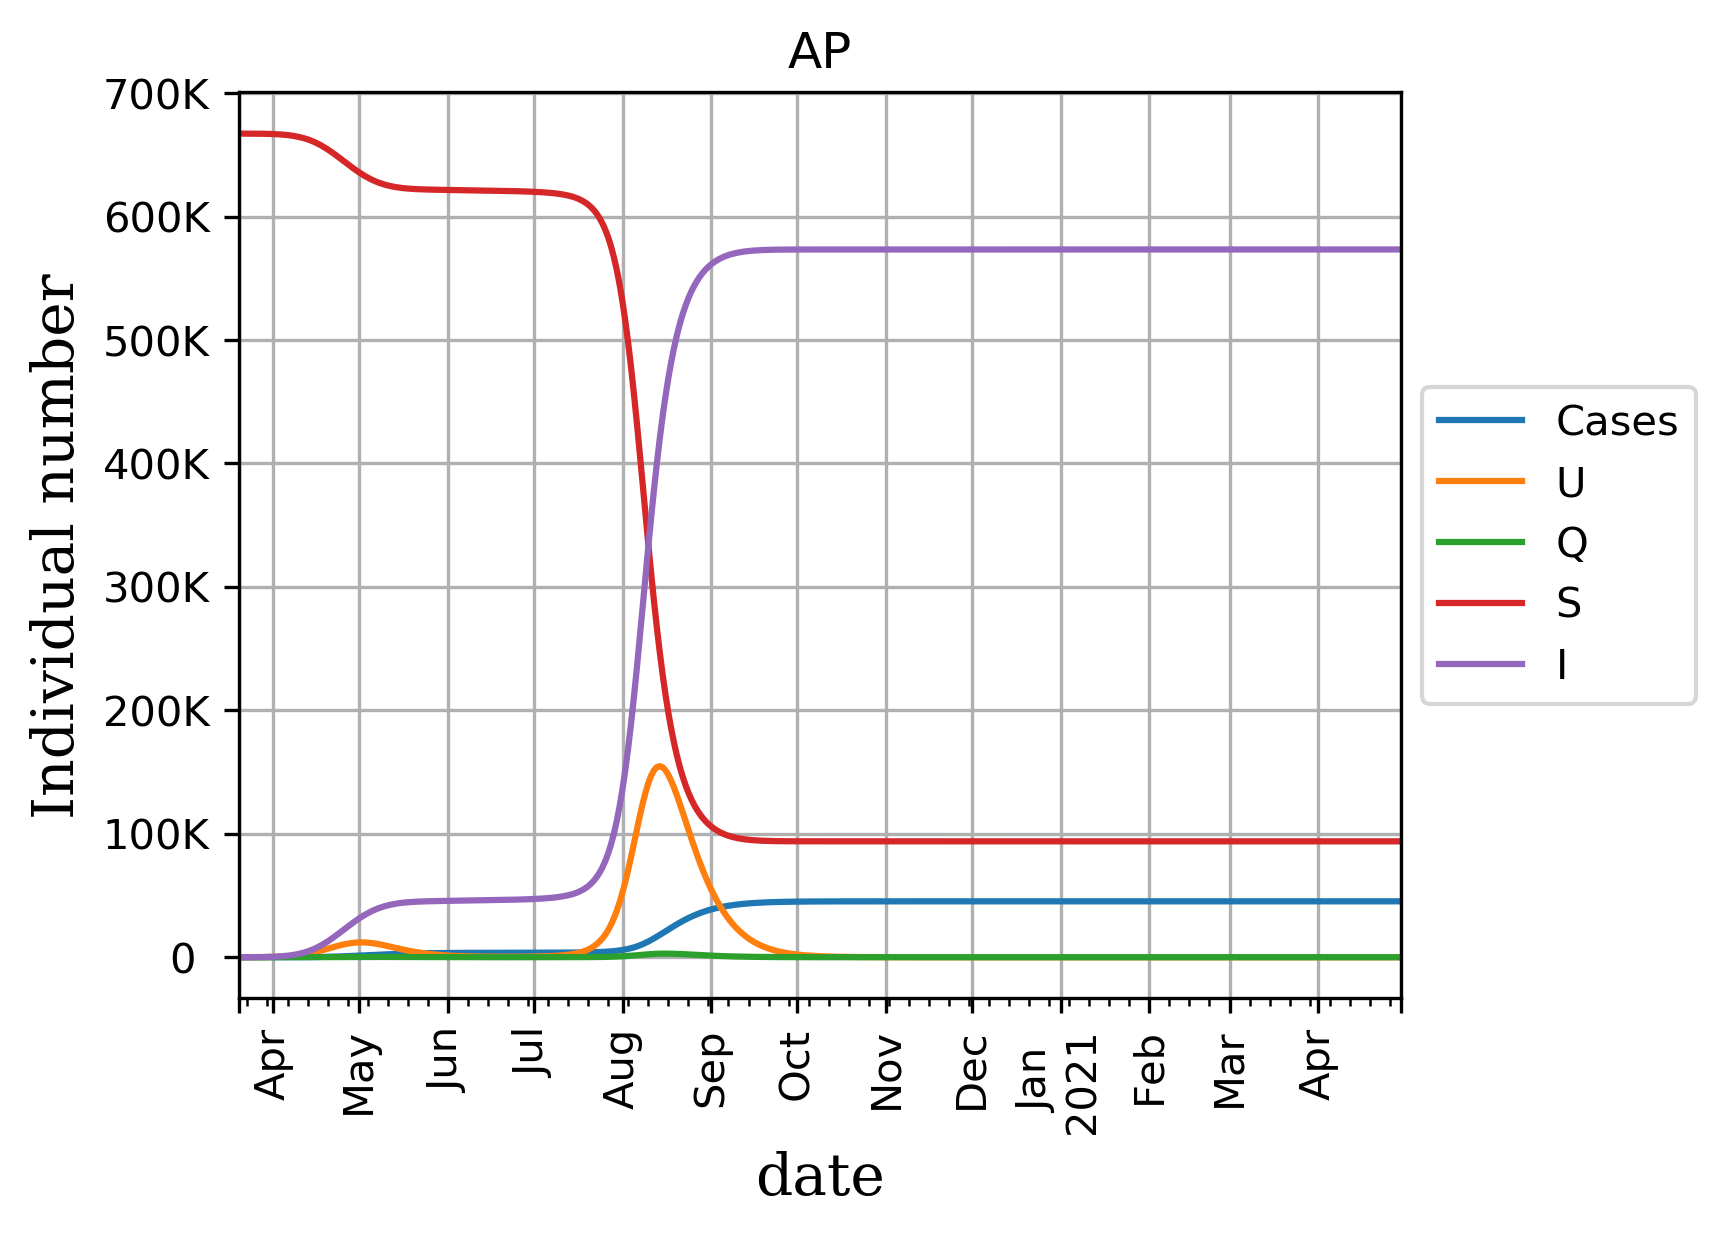 AP
700K
600K
500K
400K
300K
200K
100K
0
Individual number
Apr
May
Jun
Jul
Aug
Sep
Oct
Nov
Dec
Jan
2021
Feb
Mar
Apr
date
Cases
U
Q
S
I